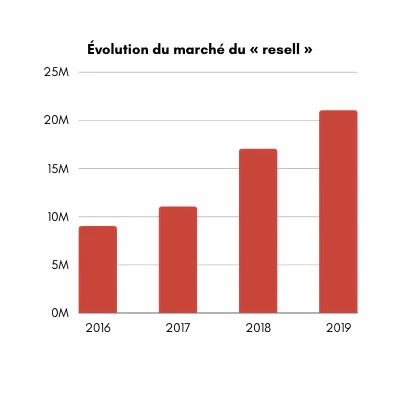 Évolution du marché du « resell »
25M
20M
15M
10M
5M
0M
2016 2017 2018 2019